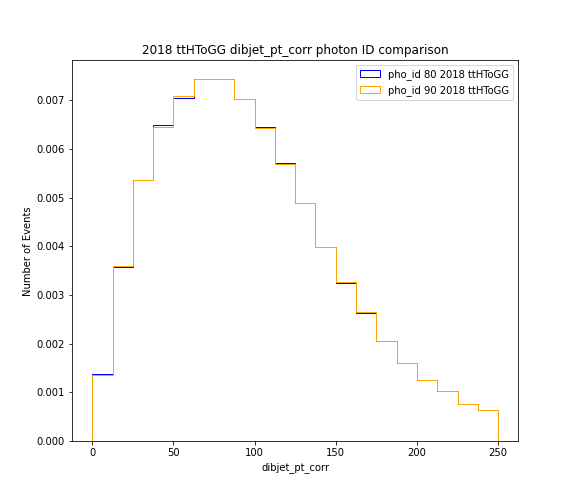 2018 ttHToGG dibjet_pt_corr photon ID comparison
pho_id 80 2018 ttHToGG
pho_id 90 2018 ttHToGG
Number of Events
0.007
0.006
0.005
0.004
0.003
0.002
0.001
0.000
0
50
100
150
200
250
dibjet_pt_corr